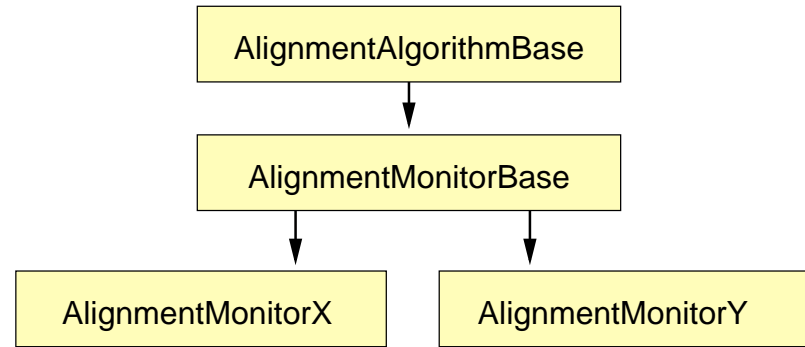 AlignmentAlgorithmBase
AlignmentMonitorBase
AlignmentMonitorX
AlignmentMonitorY